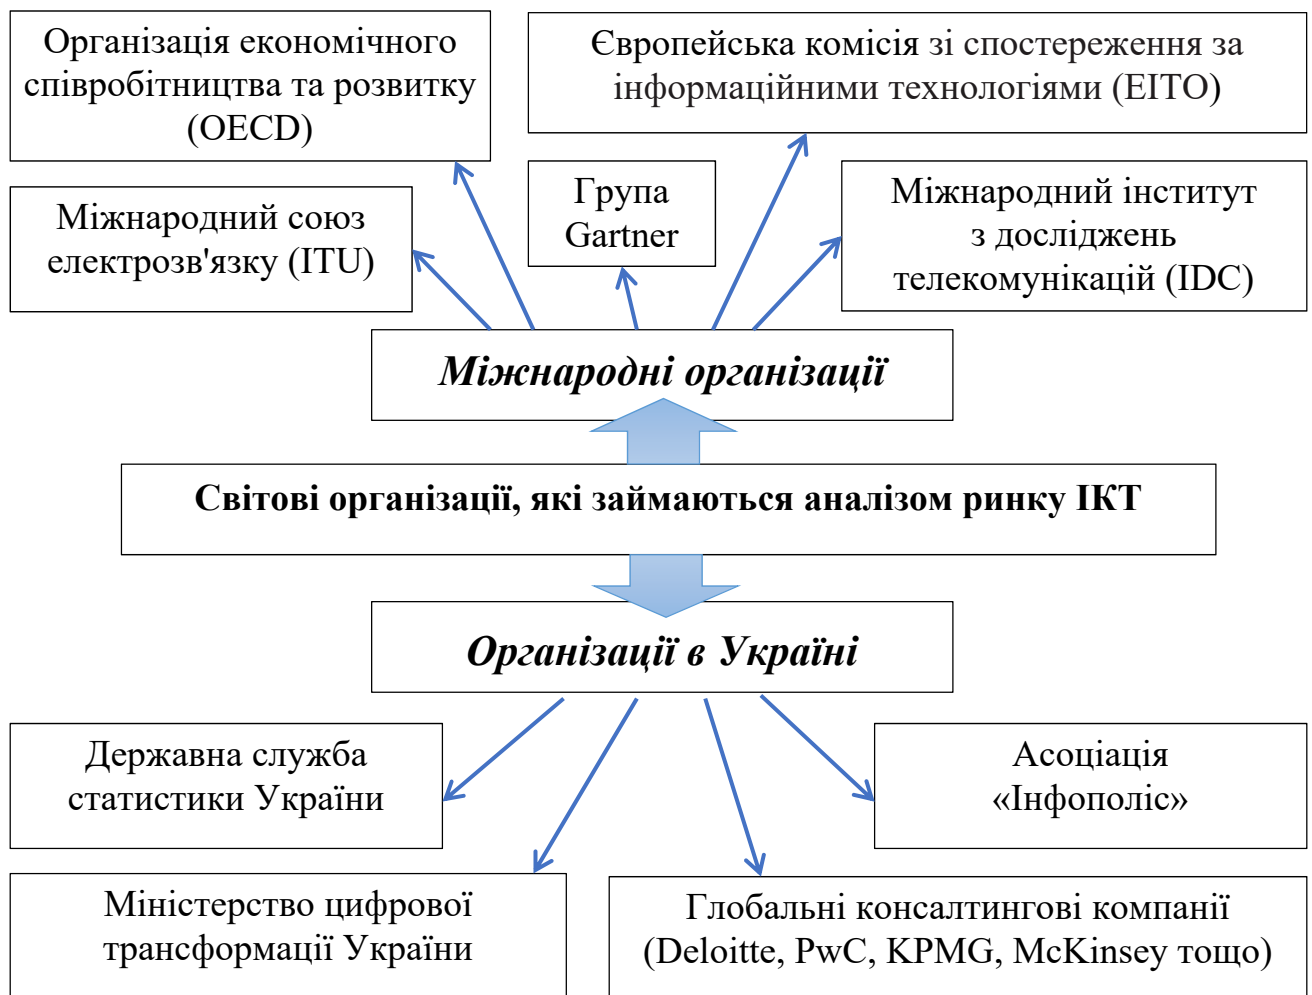 Організація економічного
співробітництва та розвитку
(OECD)
Європейська комісія зі спостереження за
інформаційними технологіями (EITO)
Міжнародний союз
електрозв'язку (ITU)
Група
Gartner
Міжнародний інститут
з досліджень
телекомунікацій (IDC)
Міжнародні організації
Світові організації, які займаються аналізом ринку ІКТ
Організації в Україні
Державна служба
статистики України
Асоціація
«Інфополіс»
Міністерство цифрової
трансформації України
Глобальні консалтингові компанії
(Deloitte, PwC, KPMG, McKinsey тощо)